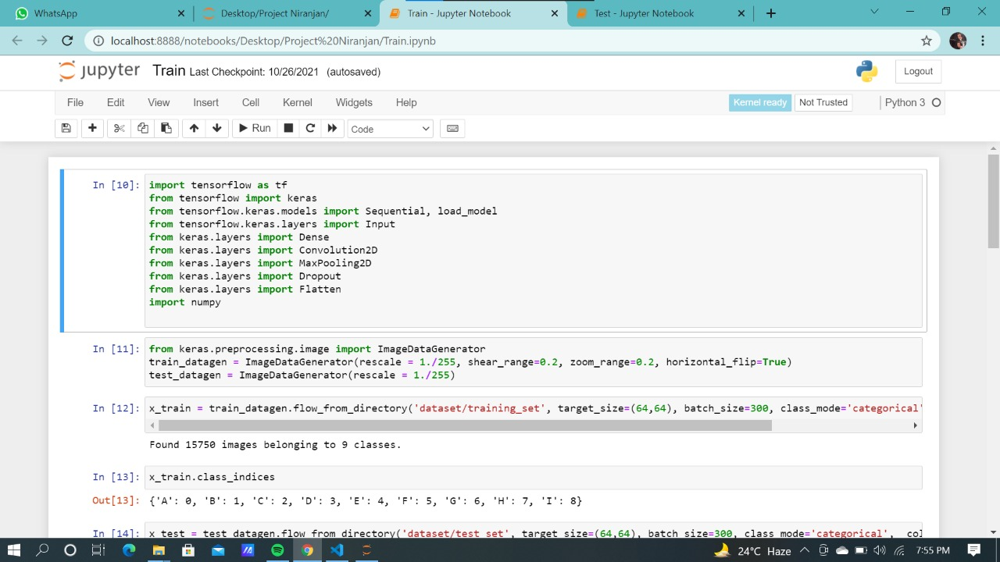 WhatsApp
Desktop/Project Niranjan/
Train - Jupyter Notebook
Test - Jupyter Notebook
localhost:8888/notebooks/Desktop/Project%20Niranjan/Train.ipynb
jupyter Train Last Checkpoint: 10/26/2021 (autosaved)
Logout
File Edit View Insert Cell Kernel Widgets Help
Kernel ready Not Trusted Python 3
Run Code
In [10]: import tensorflow as tf
from tensorflow import keras
from tensorflow.keras.models import Sequential, load_model
from tensorflow.keras.layers import Input
from keras.layers import Dense
from keras.layers import Convolution2D
from keras.layers import MaxPooling2D
from keras.layers import Dropout
from keras.layers import Flatten
import numpy
In [11]: from keras.preprocessing.image import ImageDataGenerator
train_datagen = ImageDataGenerator(rescale = 1./255, shear_range=0.2, zoom_range=0.2, horizontal_flip=True)
test_datagen = ImageDataGenerator(rescale = 1./255)
In [12]: x_train = train_datagen.flow_from_directory('dataset/training_set', target_size=(64,64), batch_size=300, class_mode='categorical'
Found 15750 images belonging to 9 classes.
In [13]: x_train.class_indices
Out[13]: {'A': 0, 'B': 1, 'C': 2, 'D': 3, 'E': 4, 'F': 5, 'G': 6, 'H': 7, 'I': 8}
In [14]: x_test = test_datagen.flow_from_directory('dataset/test_set', target_size=(64,64), batch_size=300, class_mode='categorical', col
24°C Haze
7:55 PM